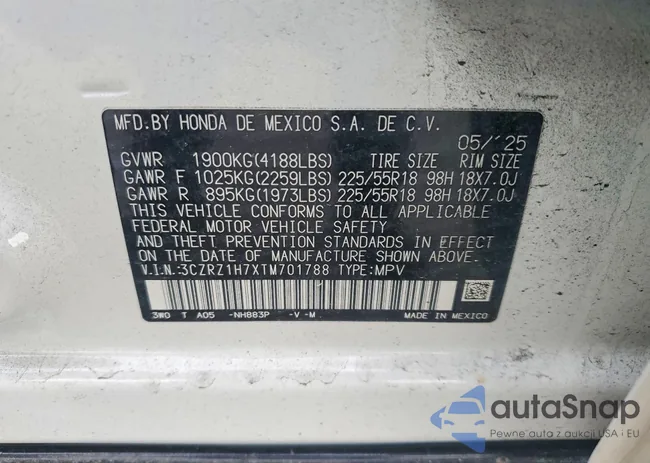 MFD.BY HONDA DE MEXICO S.A. DE C.V.
05/'25
GVWR 1900KG(4188LBS) TIRE SIZE RIM SIZE
GAWR F 1025KG(2259LBS) 225/55R18 98H 18X7.0J
GAWR R 895KG(1973LBS) 225/55R18 98H 18X7.0J
THIS VEHICLE CONFORMS TO ALL APPLICABLE
FEDERAL MOTOR VEHICLE SAFETY
AND THEFT PREVENTION STANDARDS IN EFFECT
ON THE DATE OF MANUFACTURE SHOWN ABOVE.
V.I.N.:3CZRZ1H7XTM701788 TYPE:MPV
3WD T A05 -NH883P -V-M MADE IN MEXICO
autaSnap
Pewne auta z aukcji USA i EU